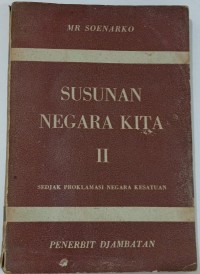 MR SOENARKO
SUSUNAN
NEGARA KITA
II
SEDJAK PROKLAMASI NEGARA KESATUAN
PENERBIT DJAMBATAN